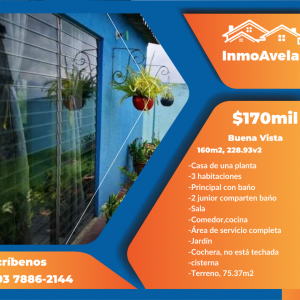 InmoAvela
$170mil
Buena Vista
160m2, 228.93v2
-Casa de una planta
-3 habitaciones
-Principal con baño
-2 junior comparten baño
-Sala
-Comedor,cocina
-Área de servicio completa
-Jardín
-Cochera, no está techada
-cisterna
-Terreno, 75.37m2
críbenos
03 7886-2144